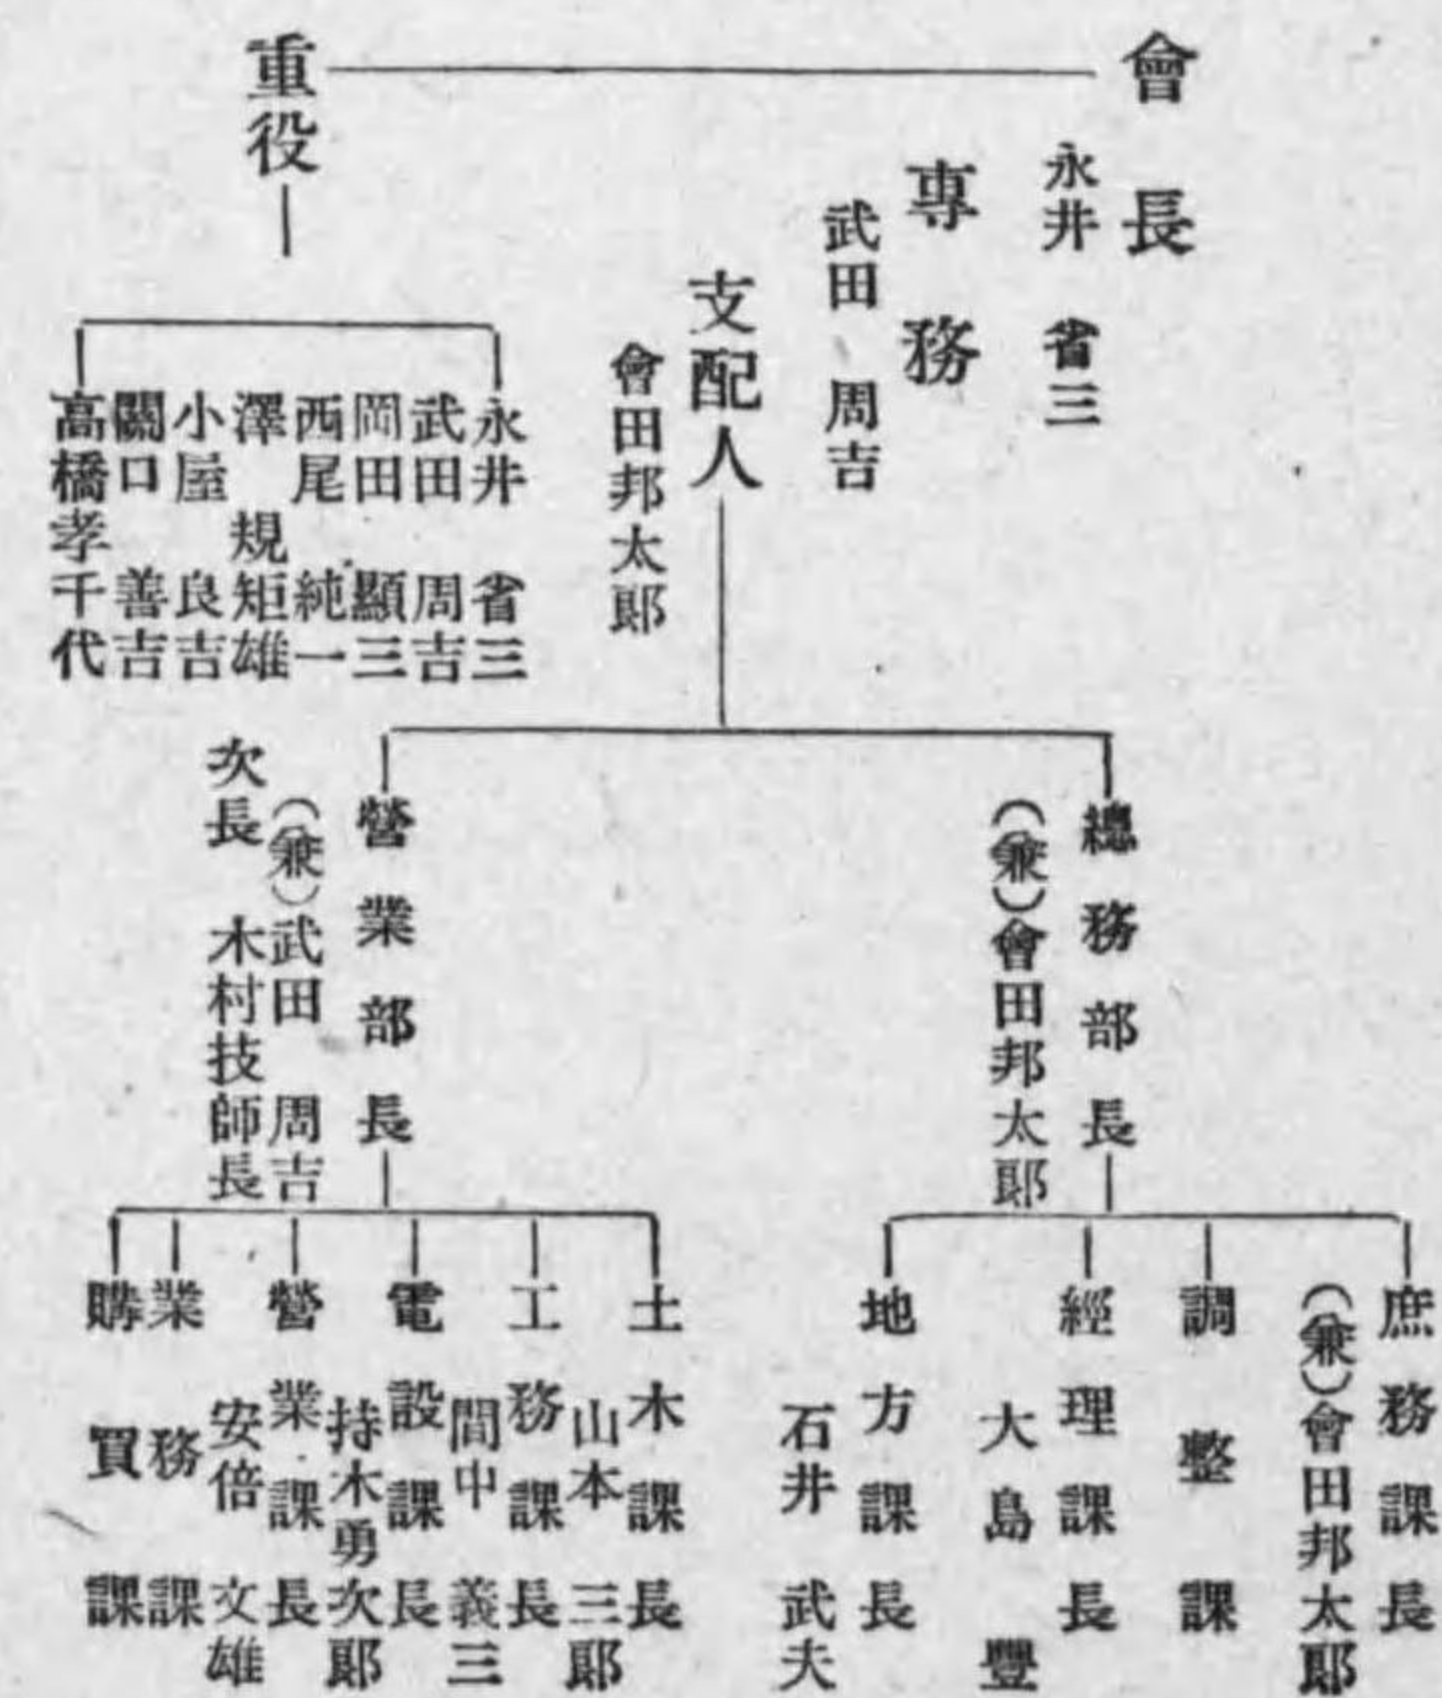 會長
永井 省三
專務
武田 周吉
支配人
會田邦太郞
重役
永井 省三
武田 周吉
岡田 顯三
西尾 純一
澤 規矩雄
小屋 良吉
關口 善吉
高橋孝千代
總務部長
(兼)會田邦太郞
庶務課長
(兼)會田邦太郞
調整課
經理課長
大島 豐
地方課長
石井 武夫
營業部長
(兼)武田 周吉
次長 木村技師長
土木課長
山本 三郞
工務課長
間中 義三
電設課長
持木勇次郞
營業課長
安倍 文雄
業務課
購買課